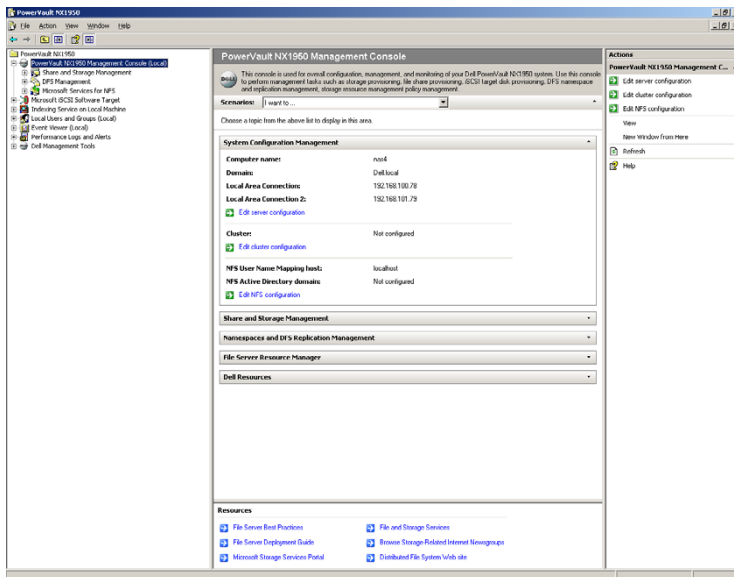 PowerVault NX1950
File Action View Window Help
PowerVault NX1950
PowerVault NX1950 Management Console (Local)
Share and Storage Management
DFS Management
Microsoft Services for NFS
Microsoft iSCSI Software Target
Indexing Service on Local Machine
Local Users and Groups (Local)
Event Viewer (Local)
Performance Logs and Alerts
Dell Management Tools
PowerVault NX1950 Management Console
DELL
This console is used for overall configuation, management, and monitoring of your Dell PowerVault NX1950 system. Use this console
to perform management tasks such as storage provisioning, file share provisioning, iSCSI target disk provisioning, DFS namespace
and replication management, storage resource management policy management
Scenarios: I want to ...
Choose a topic from the above list to display in this area.
System Configuration Management
Computer name: nas4
Domain: Dell.local
Local Area Connection: 192.168.100.78
Local Area Connection 2: 192.168.101.79
Edit server configuration
Cluster: Not configured
Edit cluster configuration
NFS User Name Mapping host: localhost
NFS Active Directory domain: Not configured
Edit NFS configuration
Share and Storage Management
Namespaces and DFS Replication Management
File Server Resource Manager
Dell Resources
Resources
File Server Best Practices
File and Storage Services
File Server Deployment Guide
Browse Storage-Related Internet Newsgroups
Microsoft Storage Services Portal
Distributed File System Web site
Actions
PowerVault NX1950 Management C...
Edit server configuration
Edit cluster configuration
Edit NFS configuration
View
New Window from Here
Refresh
Help